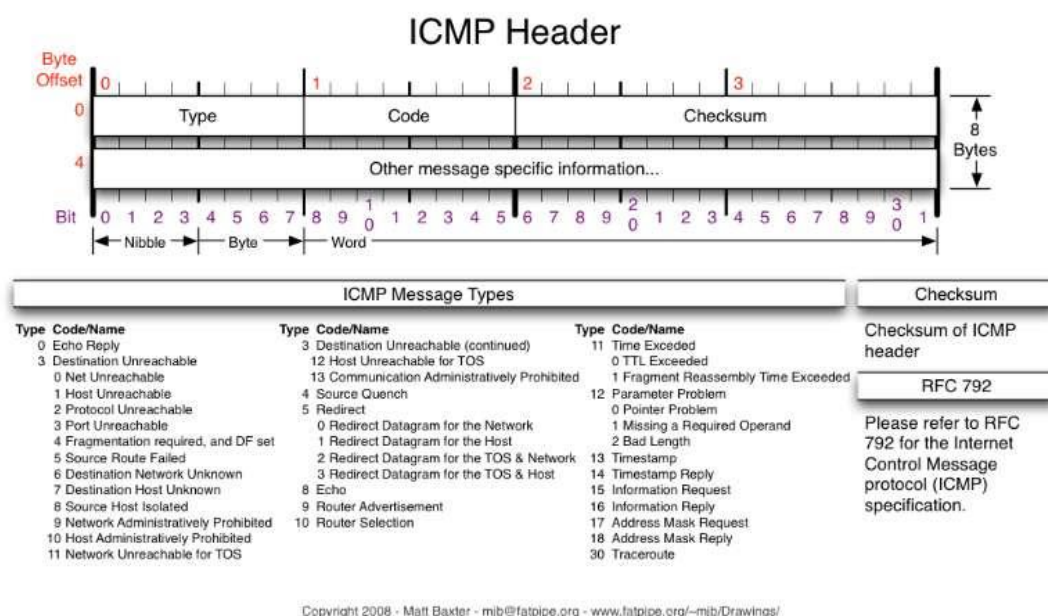 ICMP Header
Byte
Offset
0 1 2 3
0 Type Code Checksum
8
Bytes
4 Other message specific information...
Bit 0 1 2 3 4 5 6 7 8 9 10 1 2 3 4 5 6 7 8 9 20 1 2 3 4 5 6 7 8 9 30 1
Nibble Byte Word
ICMP Message Types
Type Code/Name
0 Echo Reply
3 Destination Unreachable
0 Net Unreachable
1 Host Unreachable
2 Protocol Unreachable
3 Port Unreachable
4 Fragmentation required, and DF set
5 Source Route Failed
6 Destination Network Unknown
7 Destination Host Unknown
8 Source Host Isolated
9 Network Administratively Prohibited
10 Host Administratively Prohibited
11 Network Unreachable for TOS
Type Code/Name
3 Destination Unreachable (continued)
12 Host Unreachable for TOS
13 Communication Administratively Prohibited
4 Source Quench
5 Redirect
0 Redirect Datagram for the Network
1 Redirect Datagram for the Host
2 Redirect Datagram for the TOS & Network
3 Redirect Datagram for the TOS & Host
8 Echo
9 Router Advertisement
10 Router Selection
Type Code/Name
11 Time Exceded
0 TTL Exceeded
1 Fragment Reassembly Time Exceeded
12 Parameter Problem
0 Pointer Problem
1 Missing a Required Operand
2 Bad Length
13 Timestamp
14 Timestamp Reply
15 Information Request
16 Information Reply
17 Address Mask Request
18 Address Mask Reply
30 Traceroute
Checksum
Checksum of ICMP
header
RFC 792
Please refer to RFC
792 for the Internet
Control Message
protocol (ICMP)
specification.
Copyright 2008 - Matt Baxter - mjb@fatpipe.org - www.fatpipe.org/~mjb/Drawings/